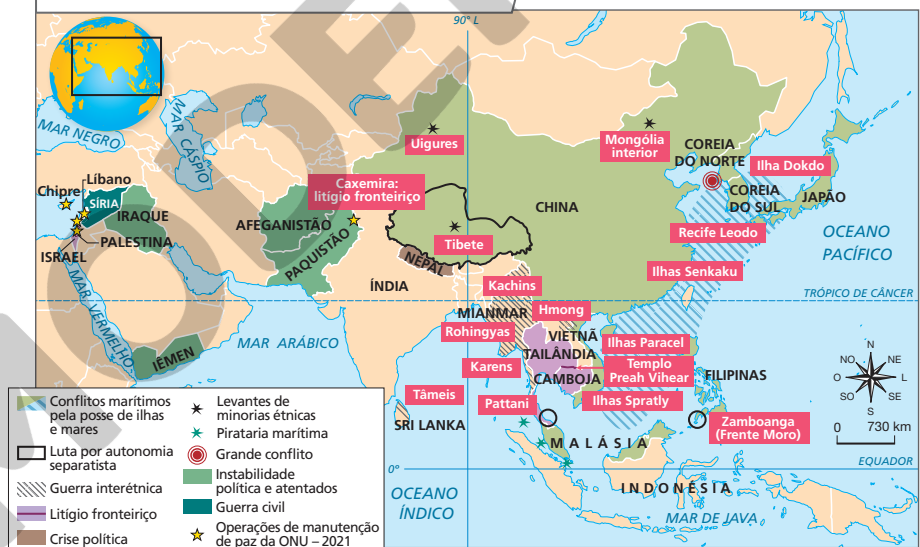 90° L
MAR NEGRO
MAR
CÁSPIO
Uigures
Mongólia
interior
COREIA
DO NORTE
Ilha Dokdo
Líbano
Chipre
SÍRIA
IRAQUE
Caxemira:
litígio fronteiriço
CHINA
COREIA
DO SUL
JAPÃO
AFEGANISTÃO
PALESTINA
ISRAEL
PAQUISTÃO
Tibete
Recife Leodo
OCEANO
PACÍFICO
NEPAL
ÍNDIA
Kachins
Ilhas Senkaku
TRÓPICO DE CÂNCER
MAR VERMELHO
MAR ARÁBICO
MIANMAR
Hmong
Rohingyas
VIETNÃ
Ilhas Paracel
IÊMEN
TAILÂNDIA
Karens
Templo
Preah Vihear
CAMBOJA
FILIPINAS
Tâmeis
Pattani
Ilhas Spratly
SRI LANKA
MALÁSIA
Zamboanga
(Frente Moro)
N
NO
NE
O
L
SO
SE
S
0 730 km
0°
EQUADOR
OCEANO
ÍNDICO
INDONÉSIA
MAR DE JAVA
Conflitos marítimos
pela posse de ilhas
e mares
Luta por autonomia
separatista
Guerra interétnica
Litígio fronteiriço
Crise política
Levantes de
minorias étnicas
Pirataria marítima
Grande conflito
Instabilidade
política e atentados
Guerra civil
Operações de manutenção
de paz da ONU – 2021